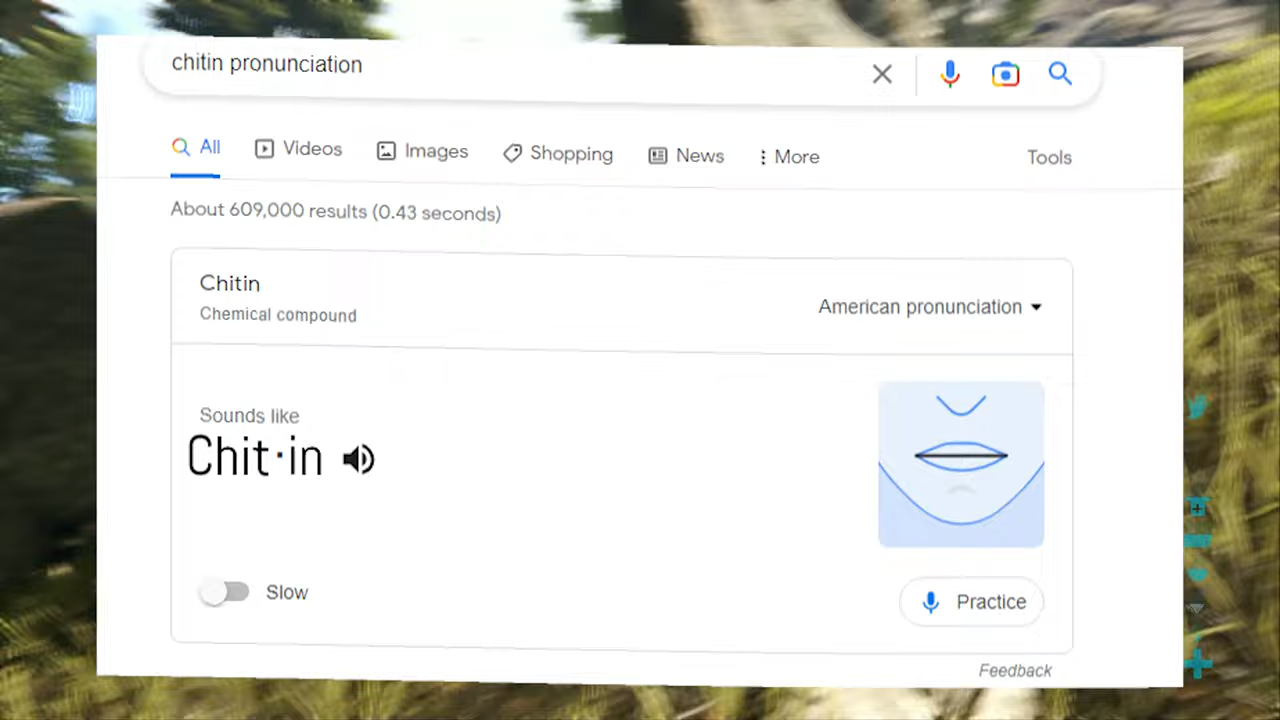 chitin pronunciation
All Videos Images Shopping News More Tools
About 609,000 results (0.43 seconds)
Chitin
Chemical compound
American pronunciation
Sounds like
Chit·in
Slow
Practice
Feedback